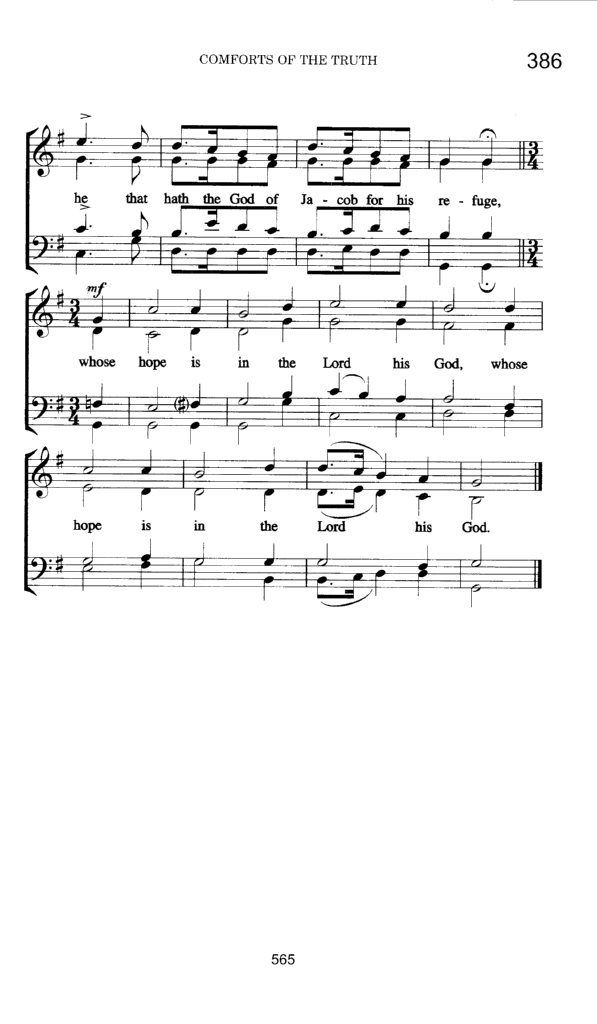 COMFORTS OF THE TRUTH
386
he that hath the God of Ja - cob for his re - fuge,
mf
whose hope is in the Lord his God, whose
hope is in the Lord his God.
565